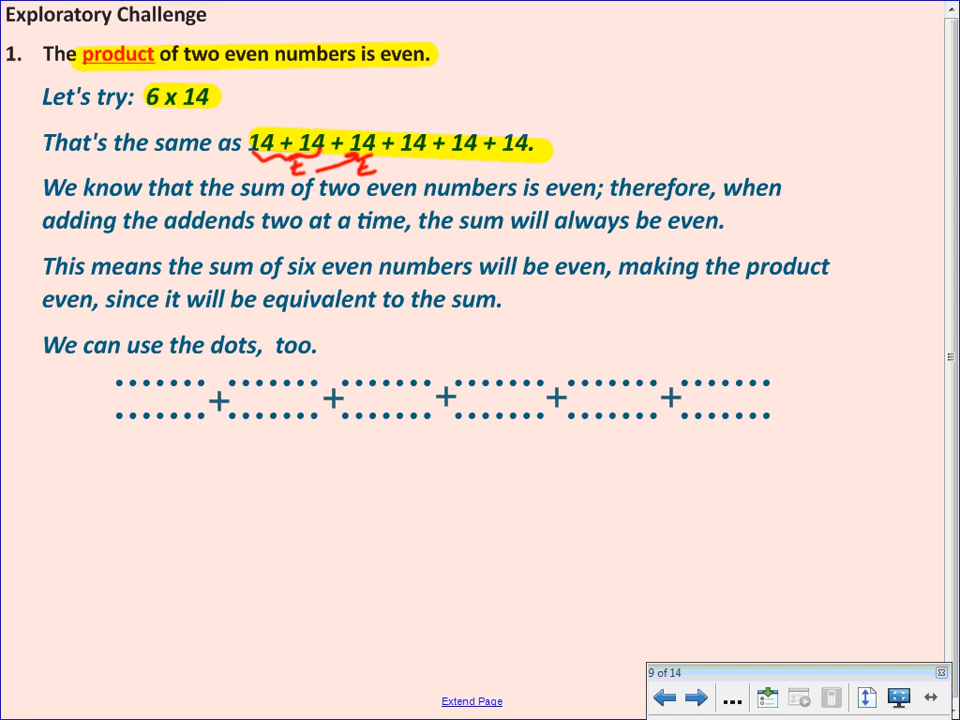 Exploratory Challenge
1. The product of two even numbers is even.
Let's try: 6 x 14
That's the same as 14 + 14 + 14 + 14 + 14 + 14.
E E
We know that the sum of two even numbers is even; therefore, when
adding the addends two at a time, the sum will always be even.
This means the sum of six even numbers will be even, making the product
even, since it will be equivalent to the sum.
We can use the dots, too.
+ + + + +
9 of 14
Extend Page